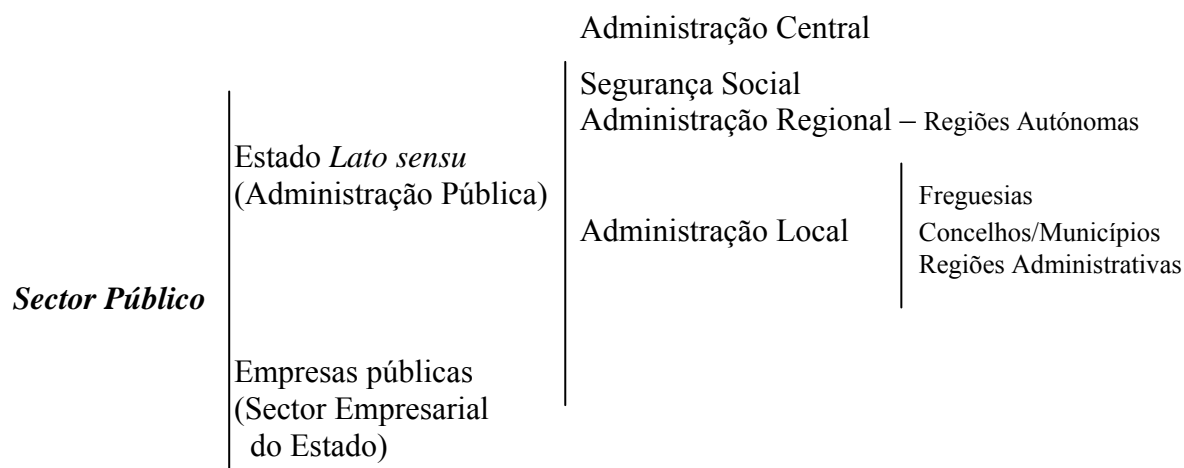 Administração Central
Segurança Social
Administração Regional – Regiões Autónomas
Estado Lato sensu
(Administração Pública)
Administração Local
Freguesias
Concelhos/Municípios
Regiões Administrativas
Sector Público
Empresas públicas
(Sector Empresarial
do Estado)